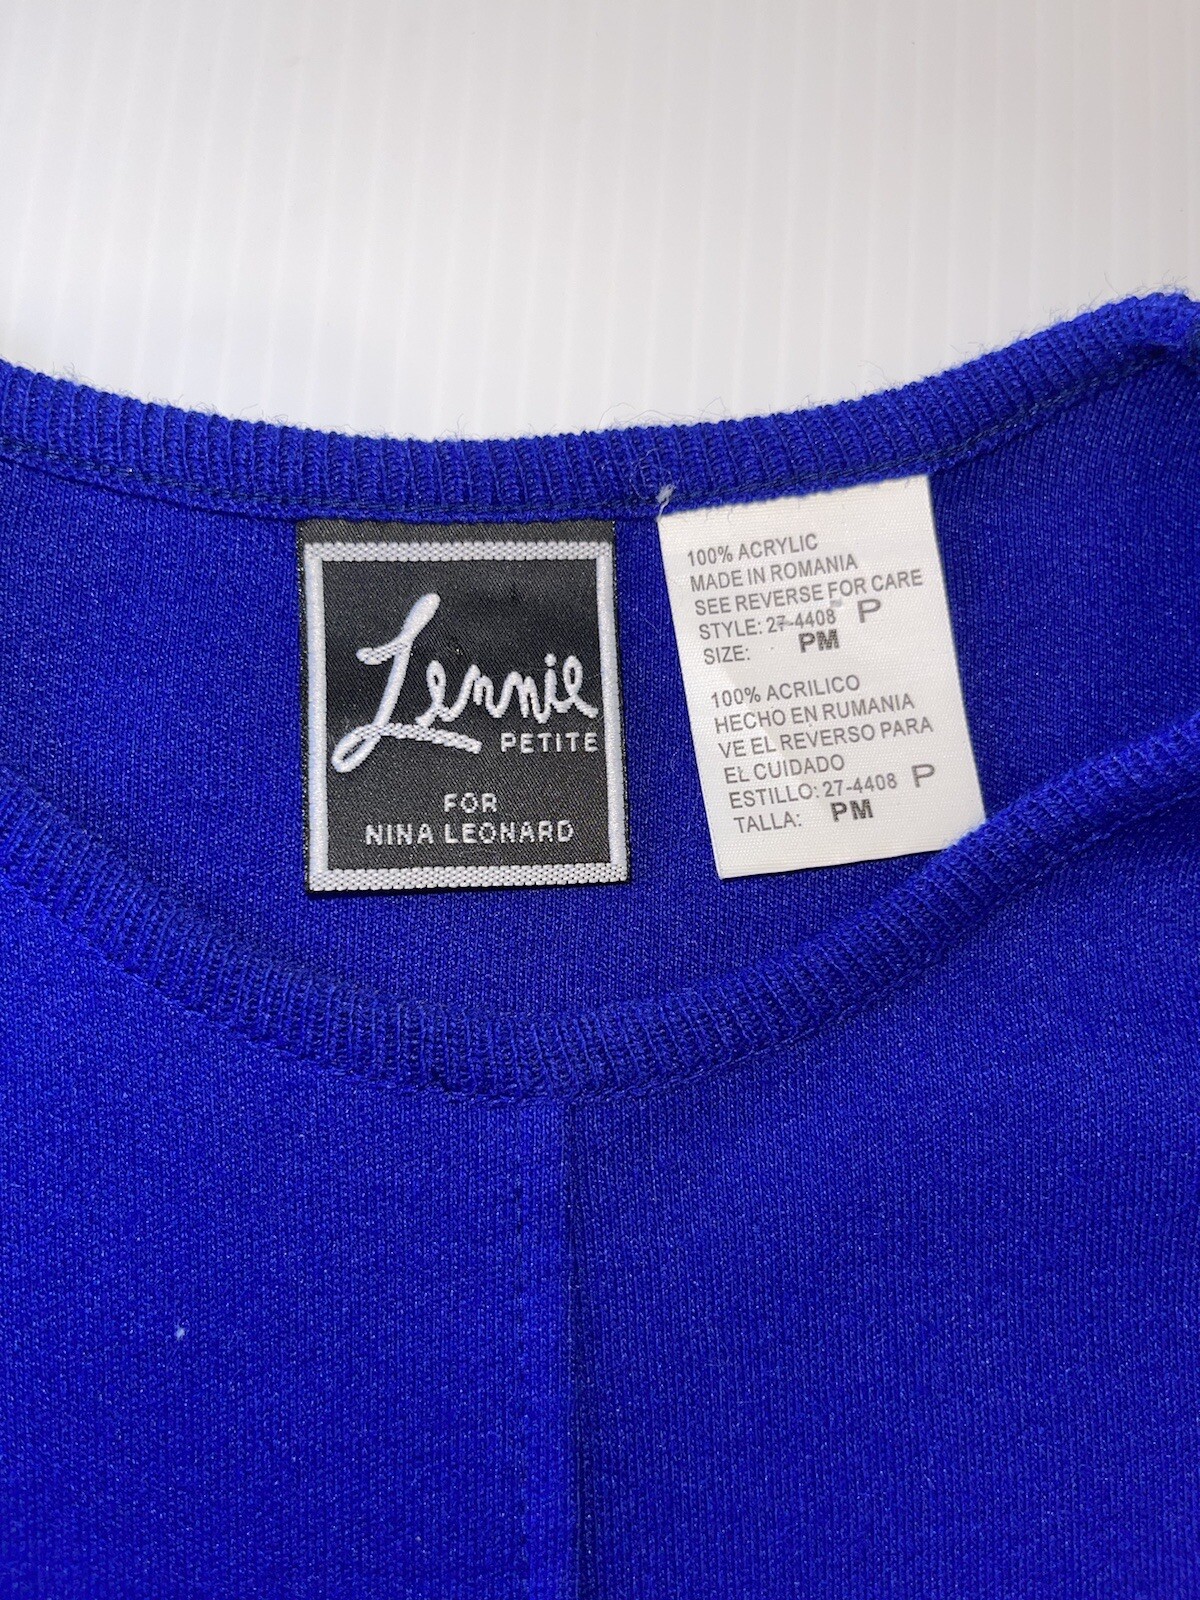 Lennie
PETITE
FOR
NINA LEONARD
100% ACRYLIC
MADE IN ROMANIA
SEE REVERSE FOR CARE
STYLE: 27-4408 P
SIZE: PM
100% ACRILICO
HECHO EN RUMANIA
VE EL REVERSO PARA
EL CUIDADO
ESTILLO: 27-4408 P
TALLA: PM